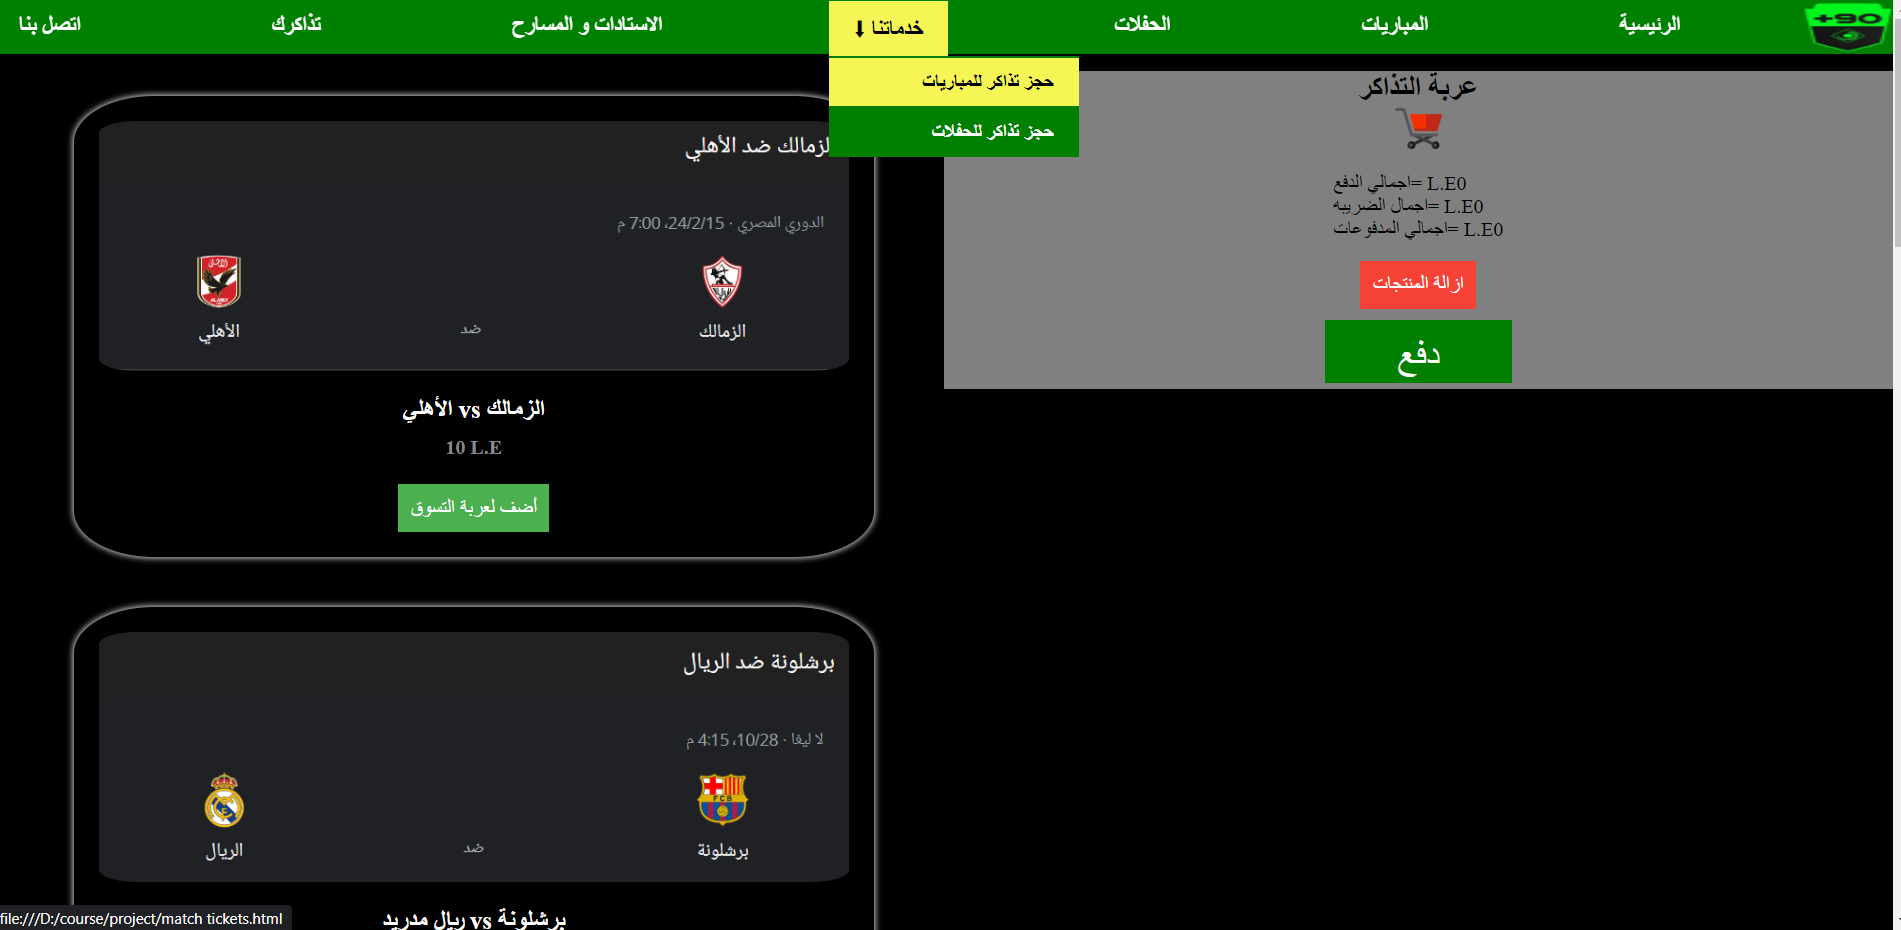 +90
الرئيسية
المباريات
الحفلات
خدماتنا ⬇
الاستادات و المسارح
تذاكرك
اتصل بنا
حجز تذاكر للمباريات
حجز تذاكر للحفلات
عربة التذاكر
اجمالي الدفع= L.E0
اجمال الضريبه= L.E0
اجمالي المدفوعات= L.E0
ازالة المنتجات
دفع
الزمالك ضد الأهلي
الدوري المصري · 24/2/15، 7:00 م
الزمالك
ضد
الأهلي
الزمالك vs الأهلي
10 L.E
أضف لعربة التسوق
برشلونة ضد الريال
لا ليغا · 10/28، 4:15 م
FCB
برشلونة
ضد
الريال
برشلونة vs ريال مدريد
file:///D:/course/project/match tickets.html